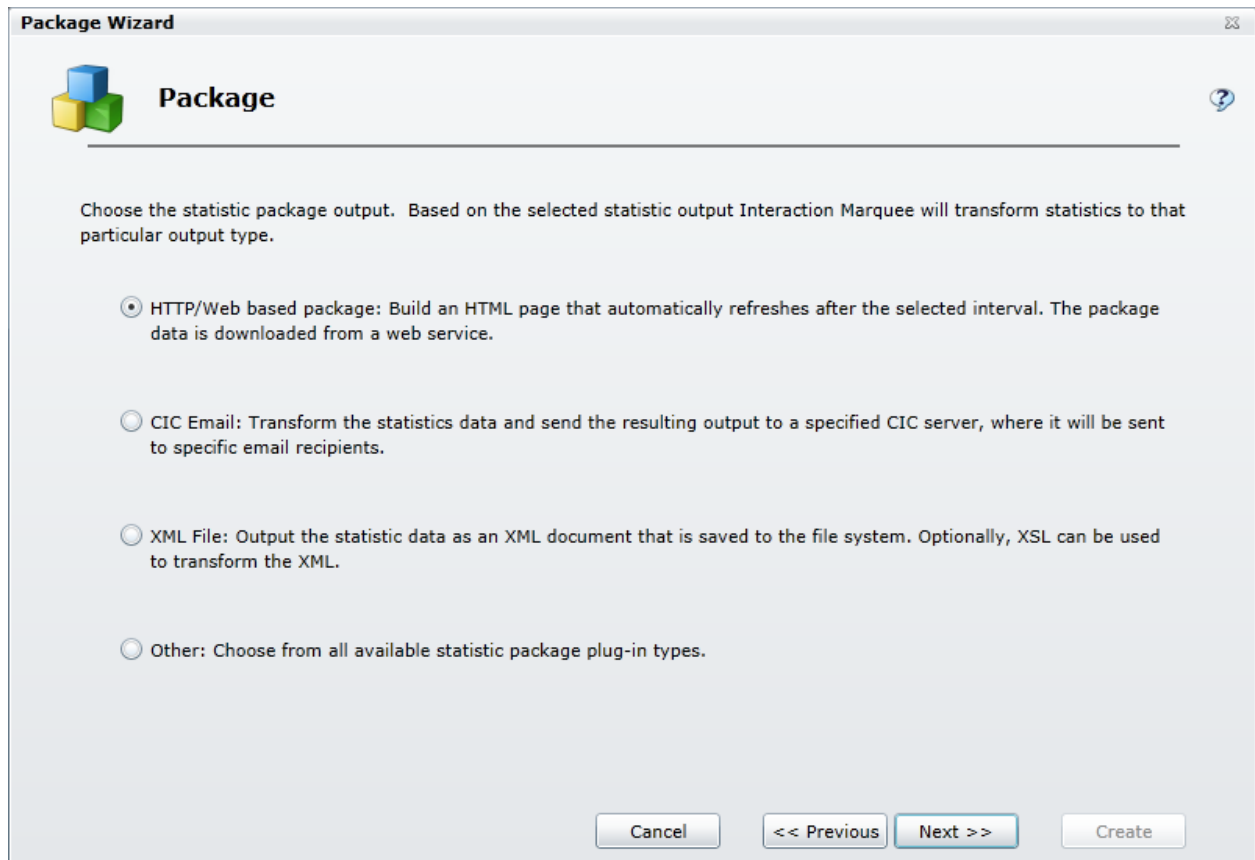 Package Wizard
Package
Choose the statistic package output.  Based on the selected statistic output Interaction Marquee will transform statistics to that
particular output type.
HTTP/Web based package: Build an HTML page that automatically refreshes after the selected interval. The package
data is downloaded from a web service.
CIC Email: Transform the statistics data and send the resulting output to a specified CIC server, where it will be sent
to specific email recipients.
XML File: Output the statistic data as an XML document that is saved to the file system. Optionally, XSL can be used
to transform the XML.
Other: Choose from all available statistic package plug-in types.
Cancel << Previous Next >> Create